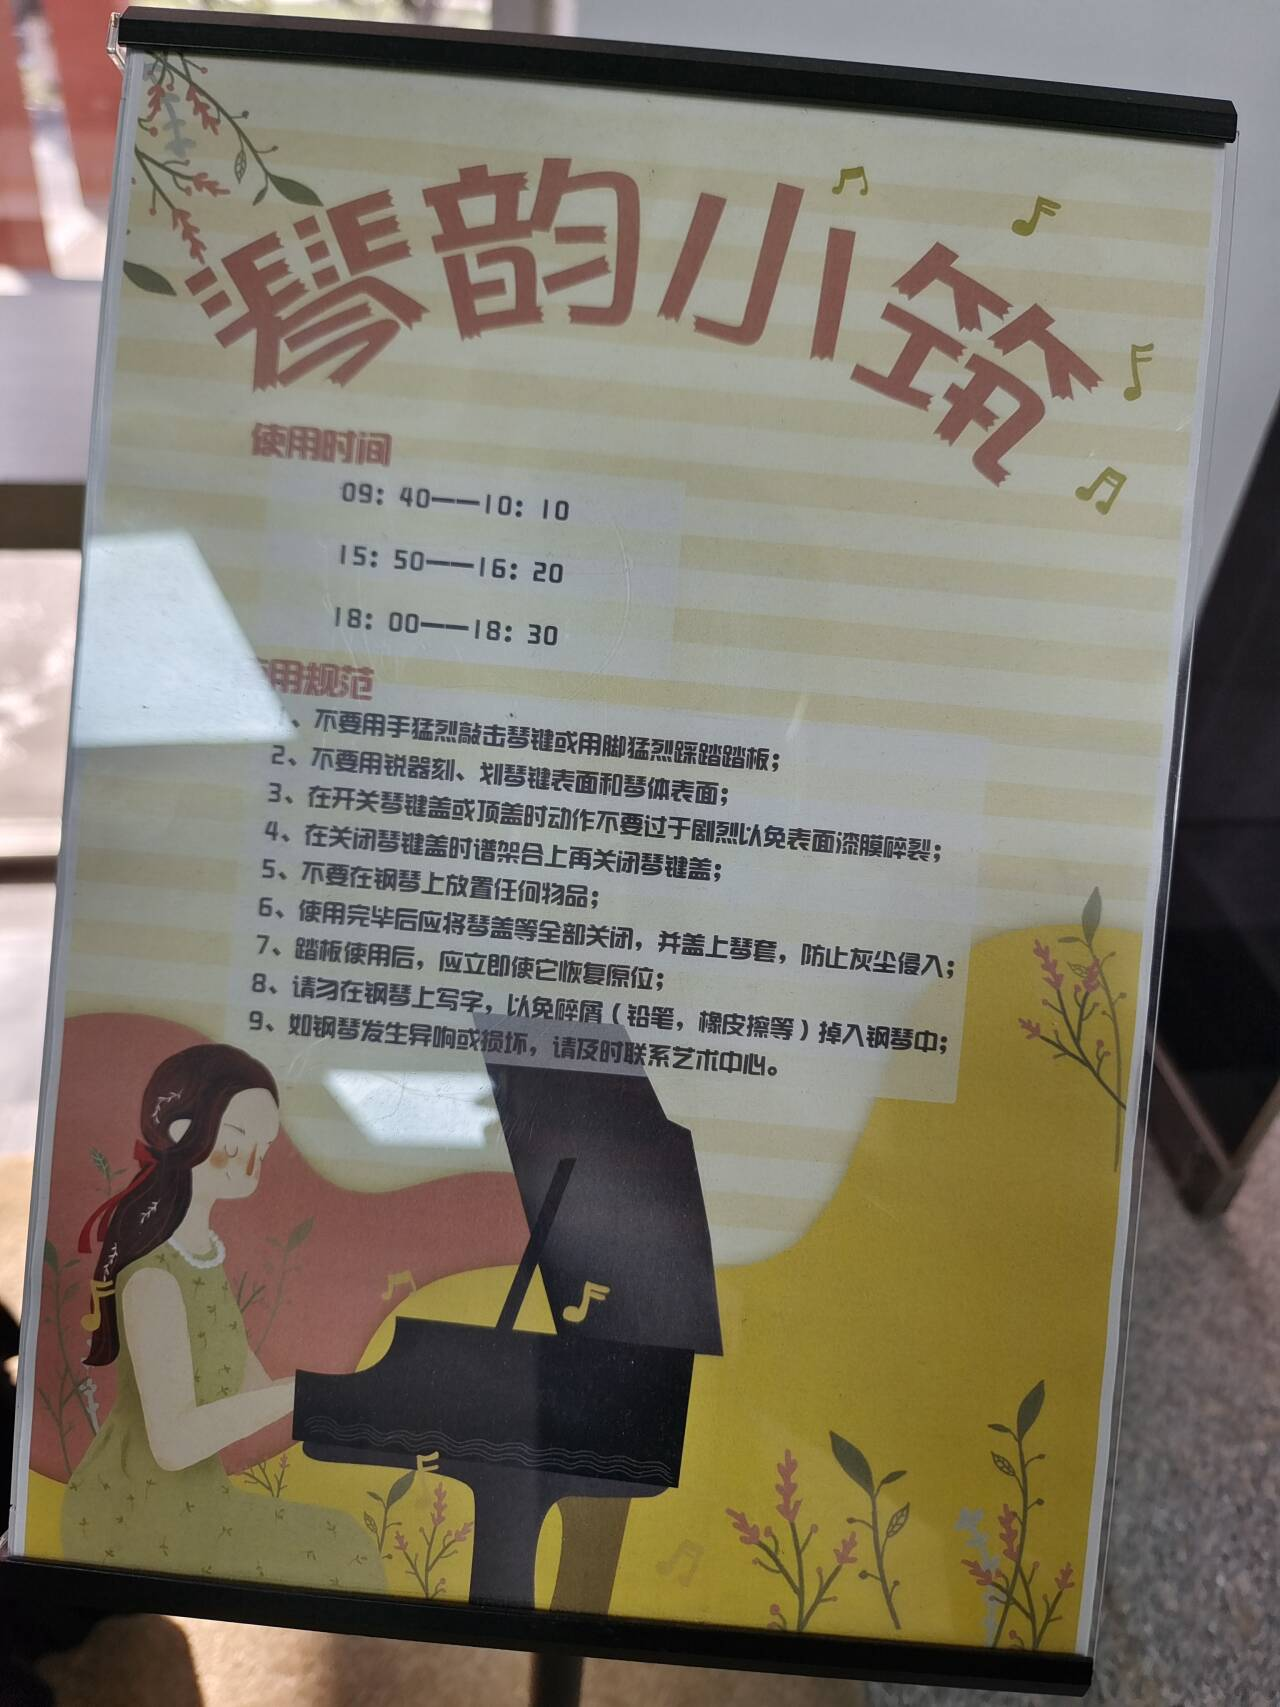 琴韵小筑
使用时间
09：40——10：10
15：50——16：20
18：00——18：30
用规范
1、不要用手猛烈敲击琴键或用脚猛烈踩踏踏板；
2、不要用锐器刻、划琴键表面和琴体表面；
3、在开关琴键盖或顶盖时动作不要过于剧烈以免表面漆膜碎裂；
4、在关闭琴键盖时谱架合上再关闭琴键盖；
5、不要在钢琴上放置任何物品；
6、使用完毕后应将琴盖等全部关闭，并盖上琴套，防止灰尘侵入；
7、踏板使用后，应立即使它恢复原位；
8、请勿在钢琴上写字，以免碎屑（铅笔，橡皮擦等）掉入钢琴中；
9、如钢琴发生异响或损坏，请及时联系艺术中心。